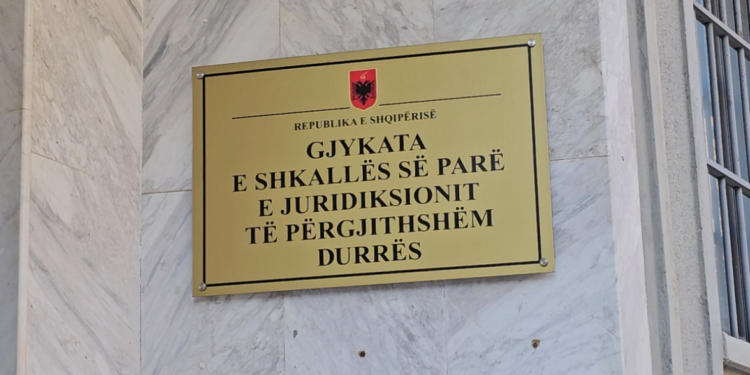 REPUBLIKA E SHQIPËRISË
GJYKATA
E SHKALLËS SË PARË
E JURIDIKSIONIT
TË PËRGJITHSHËM
DURRËS